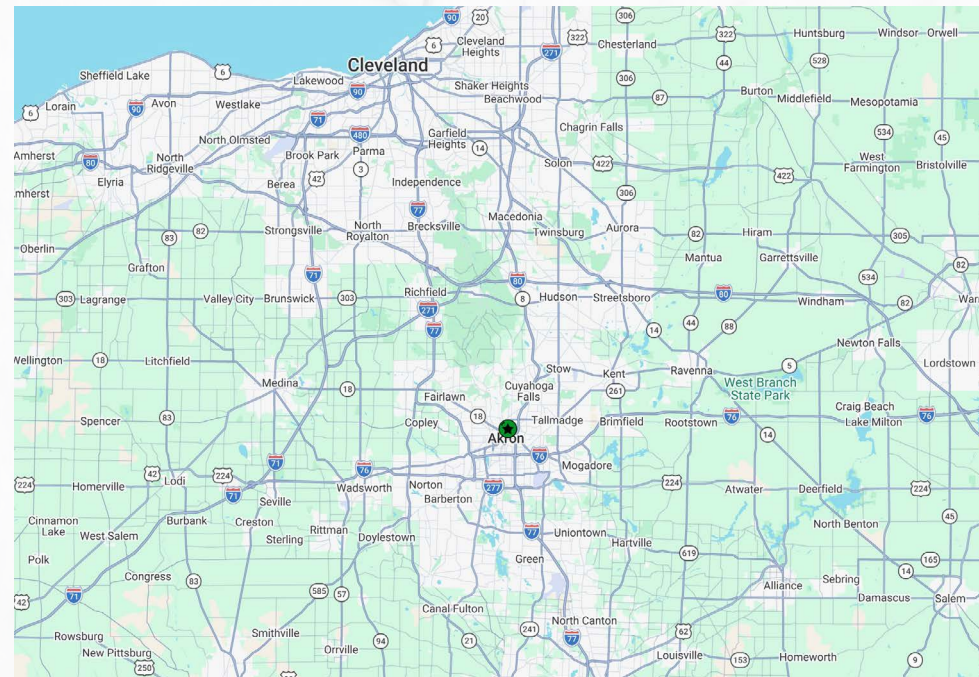 90
20
306
322
Huntsburg
Windsor
Orwell
6
Cleveland
Heights
Chesterland
322
271
322
44
528
Sheffield Lake
6
Cleveland
Lakewood
90
Shaker Heights
Beachwood
306
87
Burton
Middlefield
Mesopotamia
Lorain
90
Avon
Westlake
71
6
Chagrin Falls
534
45
North Olmsted
480
Garfield
Heights
Amherst
80
North
Ridgeville
Brook Park
Parma
14
Solon
422
West
Farmington
Bristolville
Elyria
Berea
42
3
Independence
422
mherst
306
77
Macedonia
Oberlin
83
82
Strongsville
North
Royalton
Brecksville
Twinsburg
Aurora
82
Hiram
305
Mantua
Garrettsville
82
Grafton
71
80
80
534
303
Lagrange
Valley City
Brunswick
303
Richfield
271
8
Hudson
Streetsboro
Windham
82
War
77
14
44
88
Newton Falls
Wellington
18
Litchfield
Stow
Kent
Ravenna
5
Lordstown
Medina
18
Fairlawn
Cuyahoga
Falls
261
West Branch
State Park
Spencer
83
Copley
18
Akron
Tallmadge
Brimfield
Rootstown
76
Craig Beach
Lake Milton
76
14
71
76
76
Mogadore
224
Homerville
42
Lodi
224
71
Seville
Wadsworth
Norton
Barberton
277
224
Atwater
Deerfield
224
Cinnamon
Lake
West Salem
Burbank
Creston
Sterling
Rittman
Doylestown
77
Uniontown
Hartville
North Benton
45
Polk
Green
619
165
14
Congress
83
585
57
Alliance
Sebring
Damascus
Salem
42
71
Canal Fulton
North Canton
Rowsburg
Smithville
94
21
241
77
62
New Pittsburg
250
Orrville
Louisville
153
Homeworth
9